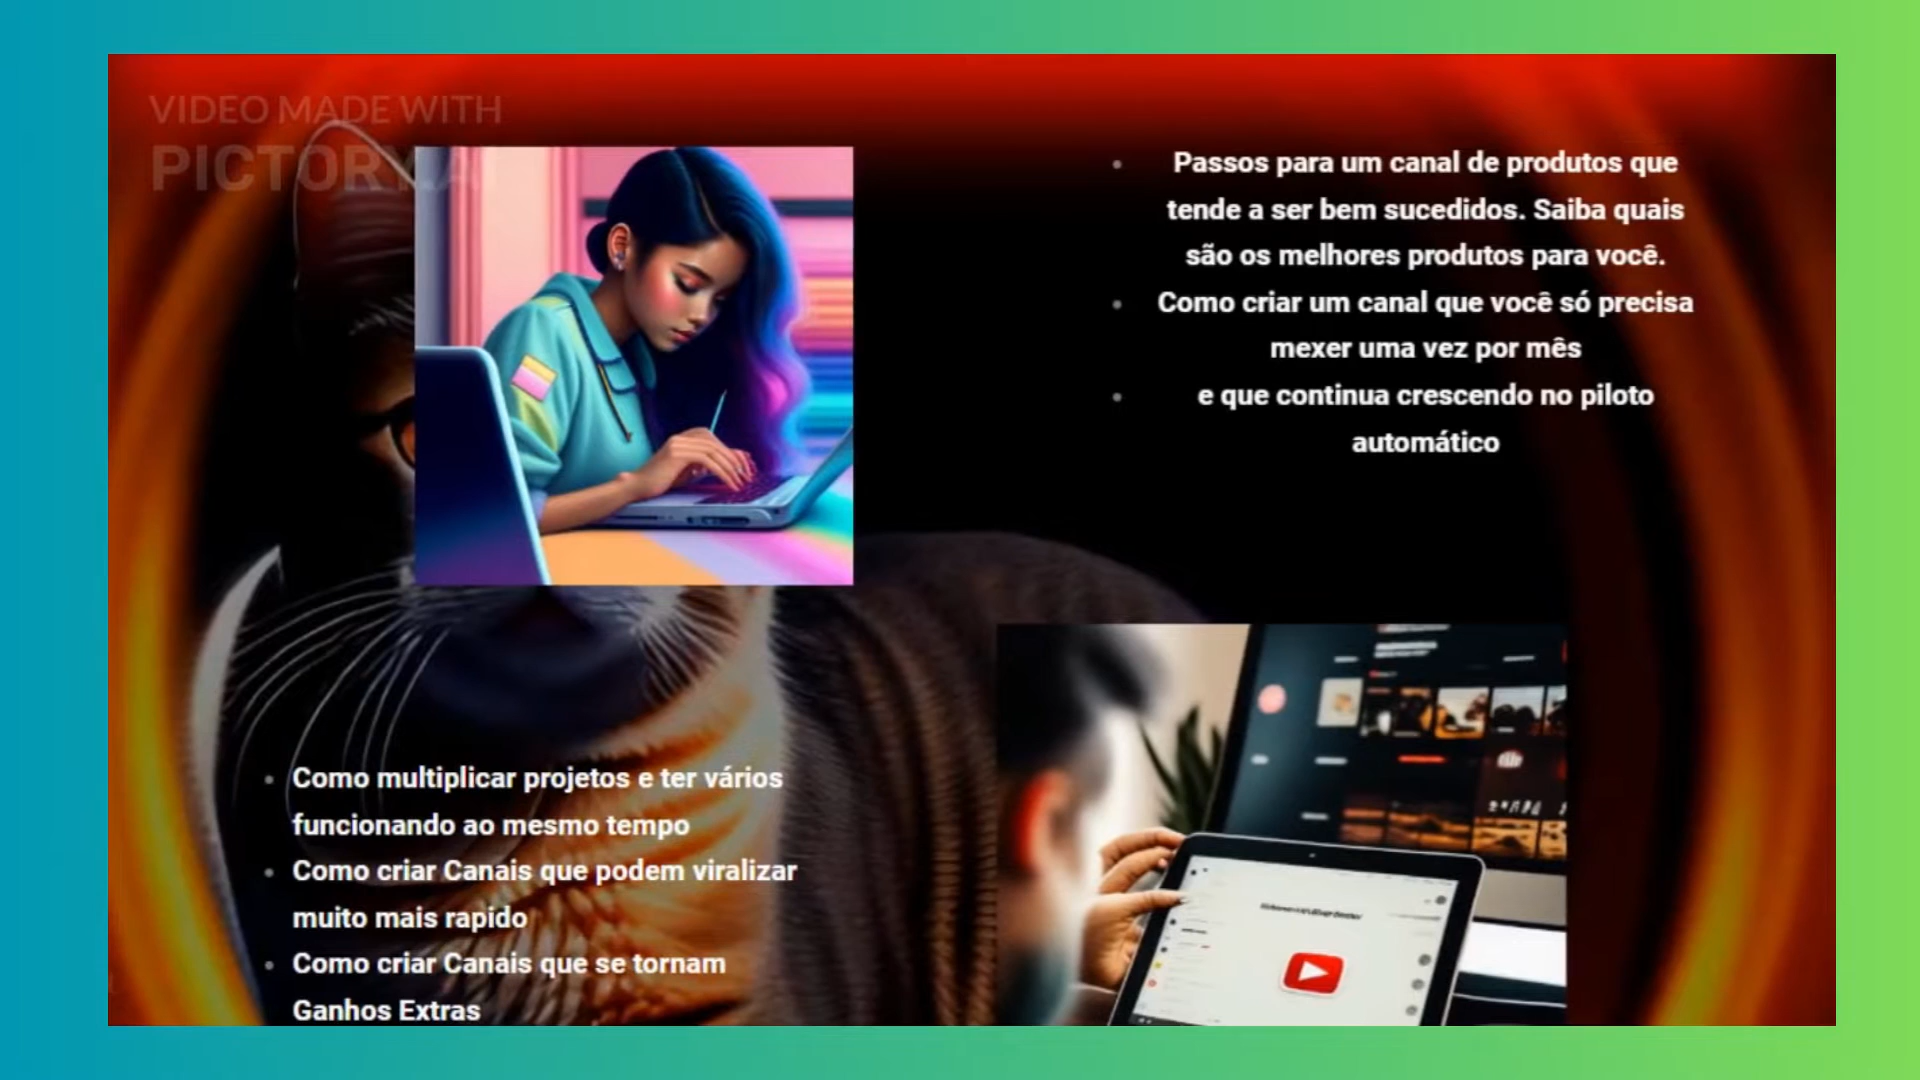 VIDEO MADE WITH
PICTORY.AI
Passos para um canal de produtos que
tende a ser bem sucedidos. Saiba quais
são os melhores produtos para você.
Como criar um canal que você só precisa
mexer uma vez por mês
e que continua crescendo no piloto
automático
Como multiplicar projetos e ter vários
funcionando ao mesmo tempo
Como criar Canais que podem viralizar
muito mais rapido
Como criar Canais que se tornam
Ganhos Extras